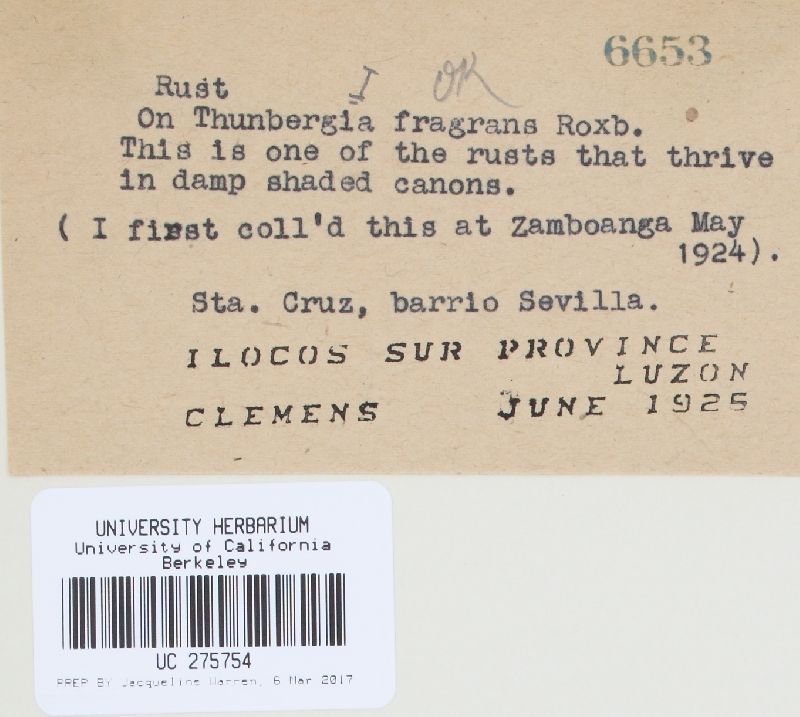 6653
I OK
Rust
On Thunbergia fragrans Roxb.
This is one of the rusts that thrive
in damp shaded canons.
( I first coll'd this at Zamboanga May
1924).
Sta. Cruz, barrio Sevilla.
ILOCOS SUR PROVINCE
LUZON
CLEMENS JUNE 1925
UNIVERSITY HERBARIUM
University of California
Berkeley
UC 275754
PREP BY Jacqueline Warren, 6 Mar 2017